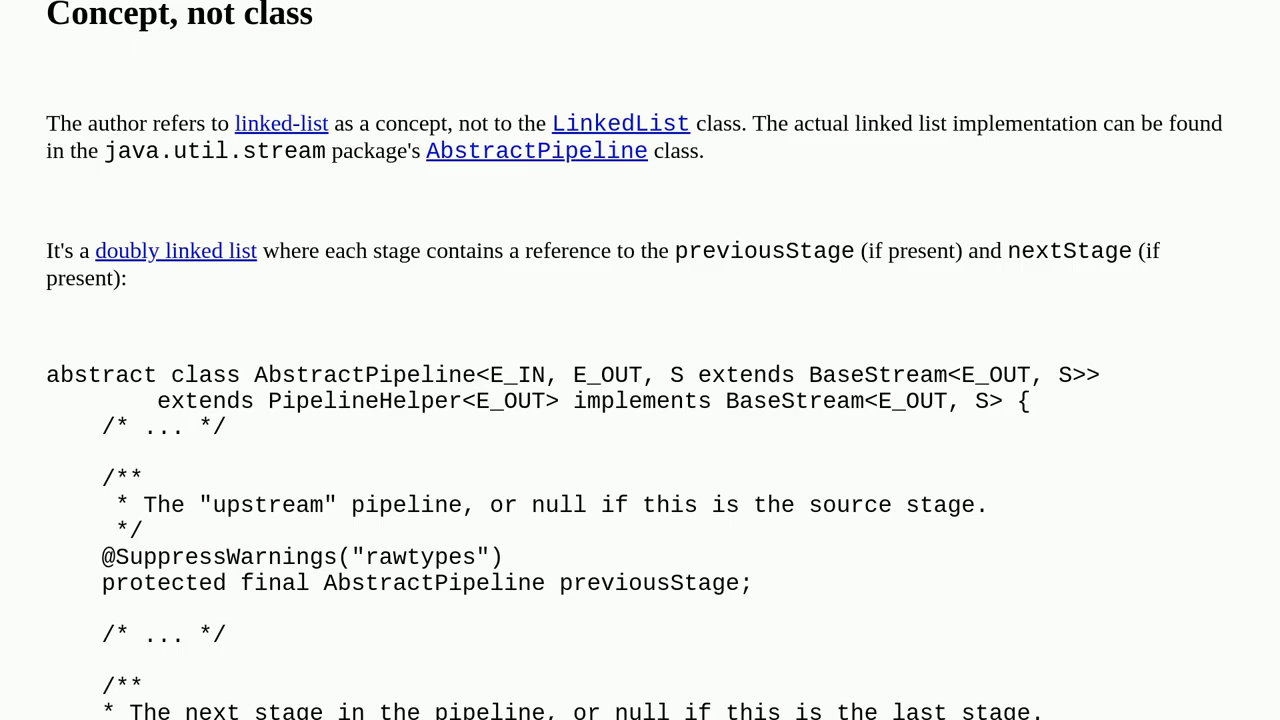 Concept, not class
The author refers to linked-list as a concept, not to the LinkedList class. The actual linked list implementation can be found
in the java.util.stream package's AbstractPipeline class.
It's a doubly linked list where each stage contains a reference to the previousStage (if present) and nextStage (if
present):
abstract class AbstractPipeline<E_IN, E_OUT, S extends BaseStream<E_OUT, S>>
        extends PipelineHelper<E_OUT> implements BaseStream<E_OUT, S> {
    /* ... */
    /**
     * The "upstream" pipeline, or null if this is the source stage.
     */
    @SuppressWarnings("rawtypes")
    protected final AbstractPipeline previousStage;
    /* ... */
    /**
    * The next stage in the pipeline, or null if this is the last stage.